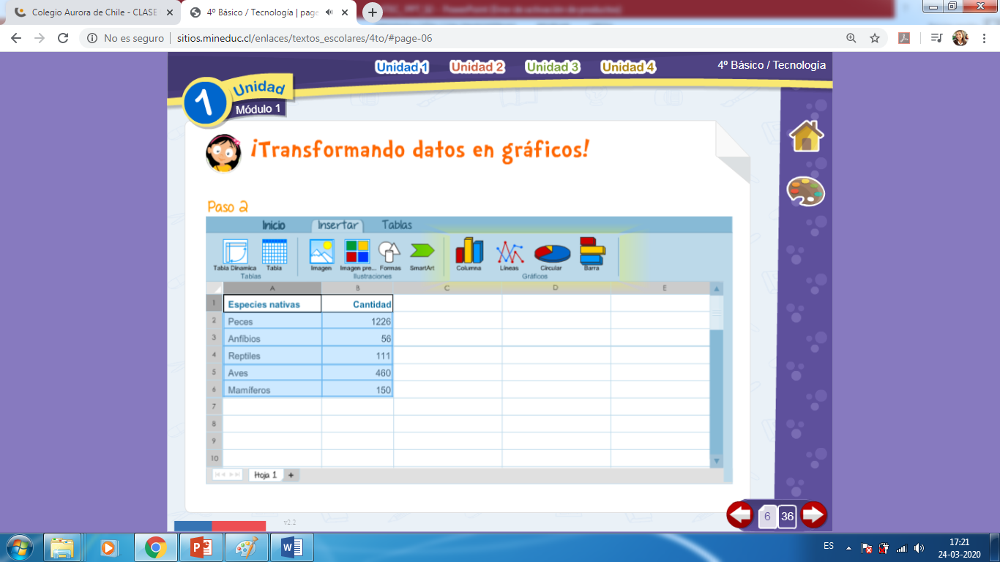 Colegio Aurora de Chile - CLASE
4º Básico / Tecnología | page
No es seguro | sitios.mineduc.cl/enlaces/textos_escolares/4to/#page-06
Unidad 1 Unidad 2 Unidad 3 Unidad 4
4º Básico / Tecnología
1 Unidad
Módulo 1
¡Transformando datos en gráficos!
Paso 2
Inicio Insertar Tablas
Tabla Dinamica Tabla Imagen Imagen pre... Formas SmartArt Columna Líneas Circular Barra
Tablas Ilustraciones Gráficos
A B C D E
1 Especies nativas Cantidad
2 Peces 1226
3 Anfíbios 56
4 Reptiles 111
5 Aves 460
6 Mamíferos 150
7
8
9
10
Hoja 1 +
6 36
v2.2
ES 17:21
24-03-2020